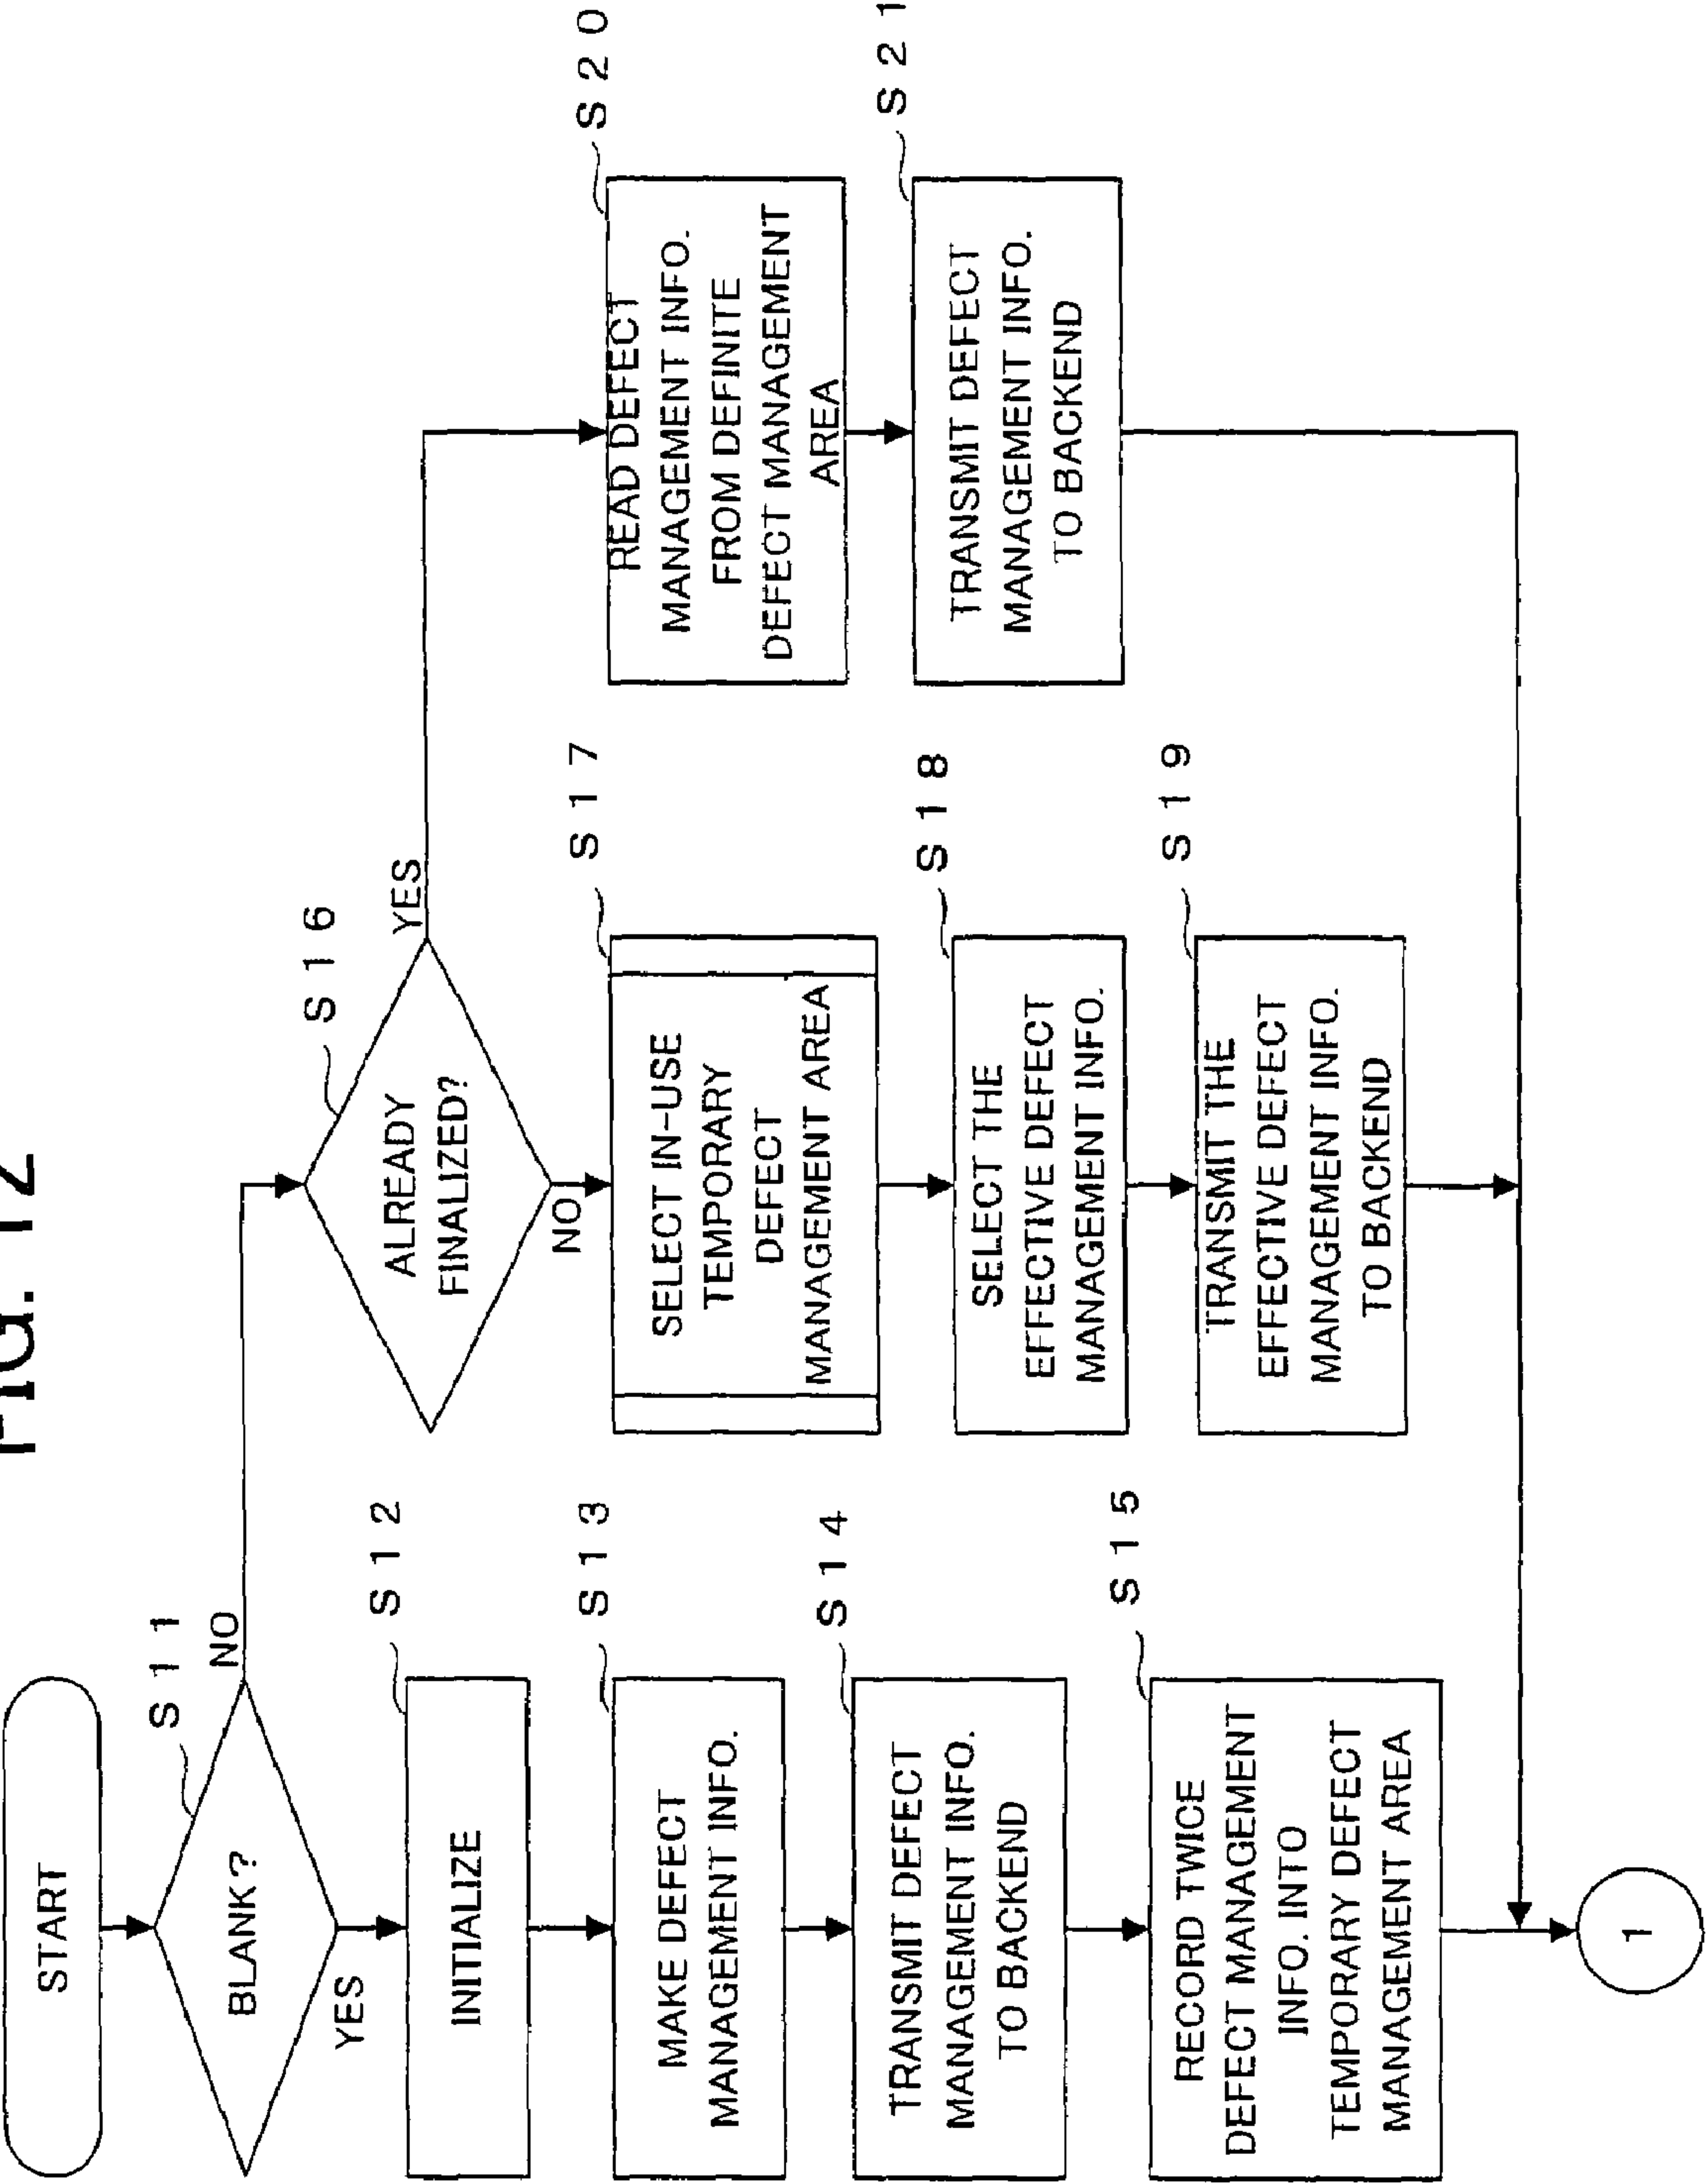 FIG. 12
START
S11
BLANK?
NO
YES
S12
INITIALIZE
S13
MAKE DEFECT
MANAGEMENT INFO.
S14
TRANSMIT DEFECT
MANAGEMENT INFO.
TO BACKEND
S15
RECORD TWICE
DEFECT MANAGEMENT
INFO. INTO
TEMPORARY DEFECT
MANAGEMENT AREA
S16
ALREADY
FINALIZED?
YES
NO
S17
SELECT IN-USE
TEMPORARY
DEFECT
MANAGEMENT AREA
S18
SELECT THE
EFFECTIVE DEFECT
MANAGEMENT INFO.
S19
TRANSMIT THE
EFFECTIVE DEFECT
MANAGEMENT INFO.
TO BACKEND
S20
READ DEFECT
MANAGEMENT INFO.
FROM DEFINITE
DEFECT MANAGEMENT
AREA
S21
TRANSMIT DEFECT
MANAGEMENT INFO.
TO BACKEND
1